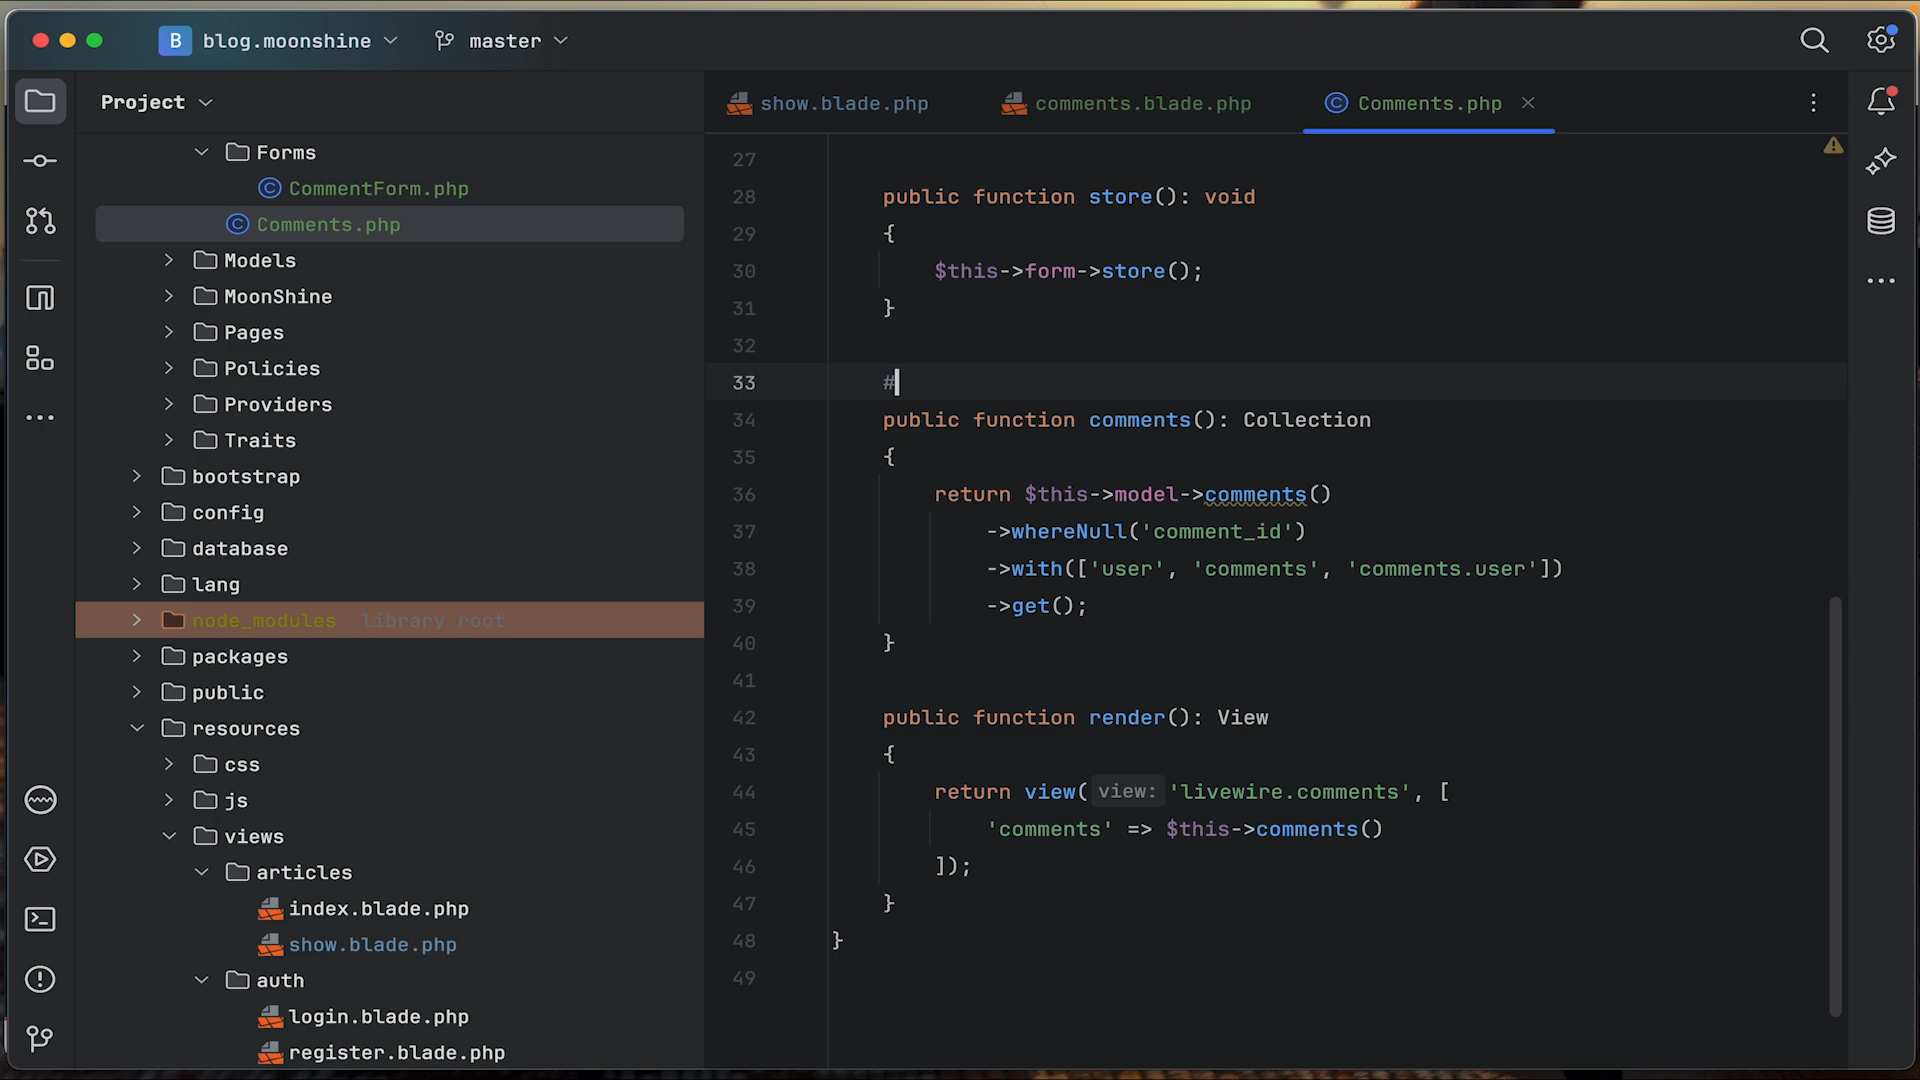 B blog.moonshine master
Project
Forms
CommentForm.php
Comments.php
Models
MoonShine
Pages
Policies
Providers
Traits
bootstrap
config
database
lang
node_modules library root
packages
public
resources
css
js
views
articles
index.blade.php
show.blade.php
auth
login.blade.php
register.blade.php
show.blade.php comments.blade.php Comments.php
27
28 public function store(): void
29 {
30 $this->form->store();
31 }
32
33 #
34 public function comments(): Collection
35 {
36 return $this->model->comments()
37 ->whereNull('comment_id')
38 ->with(['user', 'comments', 'comments.user'])
39 ->get();
40 }
41
42 public function render(): View
43 {
44 return view( view: 'livewire.comments', [
45 'comments' => $this->comments()
46 ]);
47 }
48 }
49